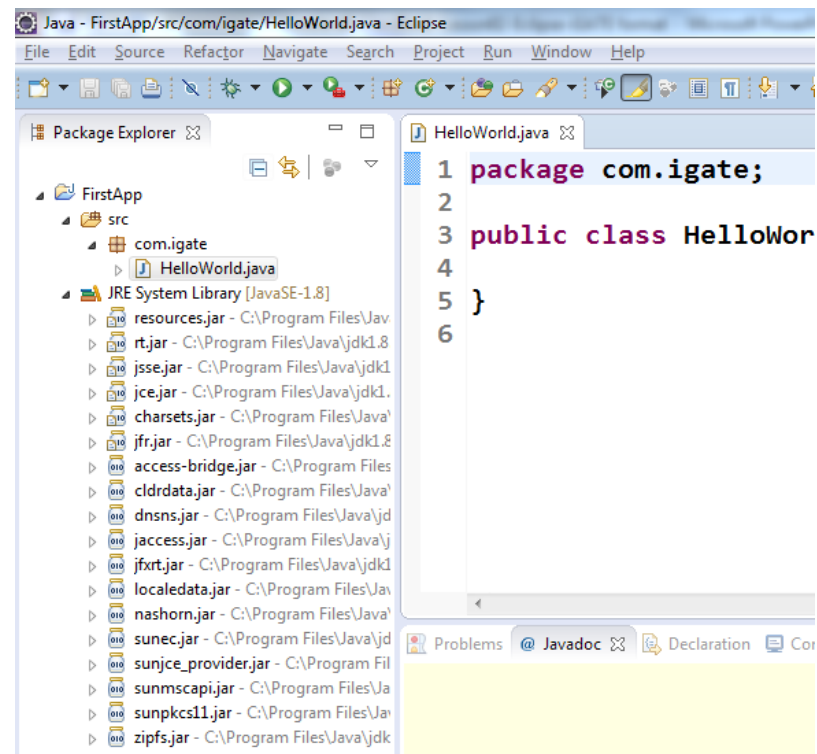 Java - FirstApp/src/com/igate/HelloWorld.java - Eclipse
File Edit Source Refactor Navigate Search Project Run Window Help
Package Explorer
FirstApp
src
com.igate
HelloWorld.java
JRE System Library [JavaSE-1.8]
resources.jar - C:\Program Files\Jav
rt.jar - C:\Program Files\Java\jdk1.8
jsse.jar - C:\Program Files\Java\jdk1
jce.jar - C:\Program Files\Java\jdk1.
charsets.jar - C:\Program Files\Java\
jfr.jar - C:\Program Files\Java\jdk1.8
access-bridge.jar - C:\Program Files
cldrdata.jar - C:\Program Files\Java\
dnsns.jar - C:\Program Files\Java\jd
jaccess.jar - C:\Program Files\Java\j
jfxrt.jar - C:\Program Files\Java\jdk1
localedata.jar - C:\Program Files\Jav
nashorn.jar - C:\Program Files\Java\
sunec.jar - C:\Program Files\Java\jd
sunjce_provider.jar - C:\Program Fil
sunmscapi.jar - C:\Program Files\Ja
sunpkcs11.jar - C:\Program Files\Jav
zipfs.jar - C:\Program Files\Java\jdk
HelloWorld.java
1 package com.igate;
2
3 public class HelloWor
4
5 }
6
Problems @ Javadoc Declaration Con